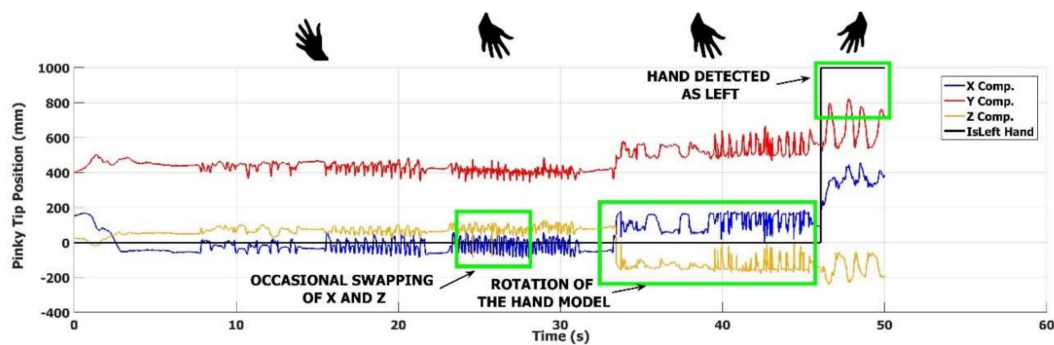 1000
800
600
400
200
0
-200
-400
0
10
20
30
40
50
60
Pinky Tip Position (mm)
Time (s)
HAND DETECTED
AS LEFT
X Comp.
Y Comp.
Z Comp.
IsLeft Hand
OCCASIONAL SWAPPING
OF X AND Z
ROTATION OF
THE HAND MODEL